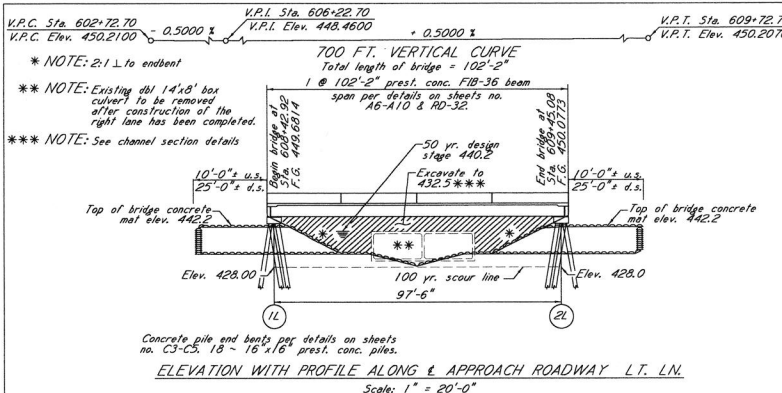 V.P.C. Sta. 602+72.70
V.P.C. Elev. 450.2100
- 0.5000 %
V.P.I. Sta. 606+22.70
V.P.I. Elev. 448.4600
+ 0.5000 %
V.P.T. Sta. 609+72.70
V.P.T. Elev. 450.2070
700 FT. VERTICAL CURVE
Total length of bridge = 102'-2"
1 @ 102'-2" prest. conc. FIB-36 beam
span per details on sheets no.
A6-A10 & RD-32.
* NOTE: 2:1 ⊥ to endbent
** NOTE: Existing dbl 14'x8' box
culvert to be removed
after construction of the
right lane has been completed.
*** NOTE: See channel section details
Begin bridge at
Sta. 608+42.92
F.G. 449.6814
End bridge at
Sta. 609+45.08
F.G. 450.0773
50 yr. design
stage 440.2
Excavate to
432.5 ***
10'-0"± u.s.
25'-0"± d.s.
10'-0"± u.s.
25'-0"± d.s.
Top of bridge concrete
mat elev. 442.2
Top of bridge concrete
mat elev. 442.2
*
**
*
Elev. 428.00
100 yr. scour line
Elev. 428.0
97'-6"
1L
2L
Concrete pile end bents per details on sheets
no. C3-C5. 18 ~ 16"x16" prest. conc. piles.
ELEVATION WITH PROFILE ALONG ℄ APPROACH ROADWAY LT. LN.
Scale: 1" = 20'-0"